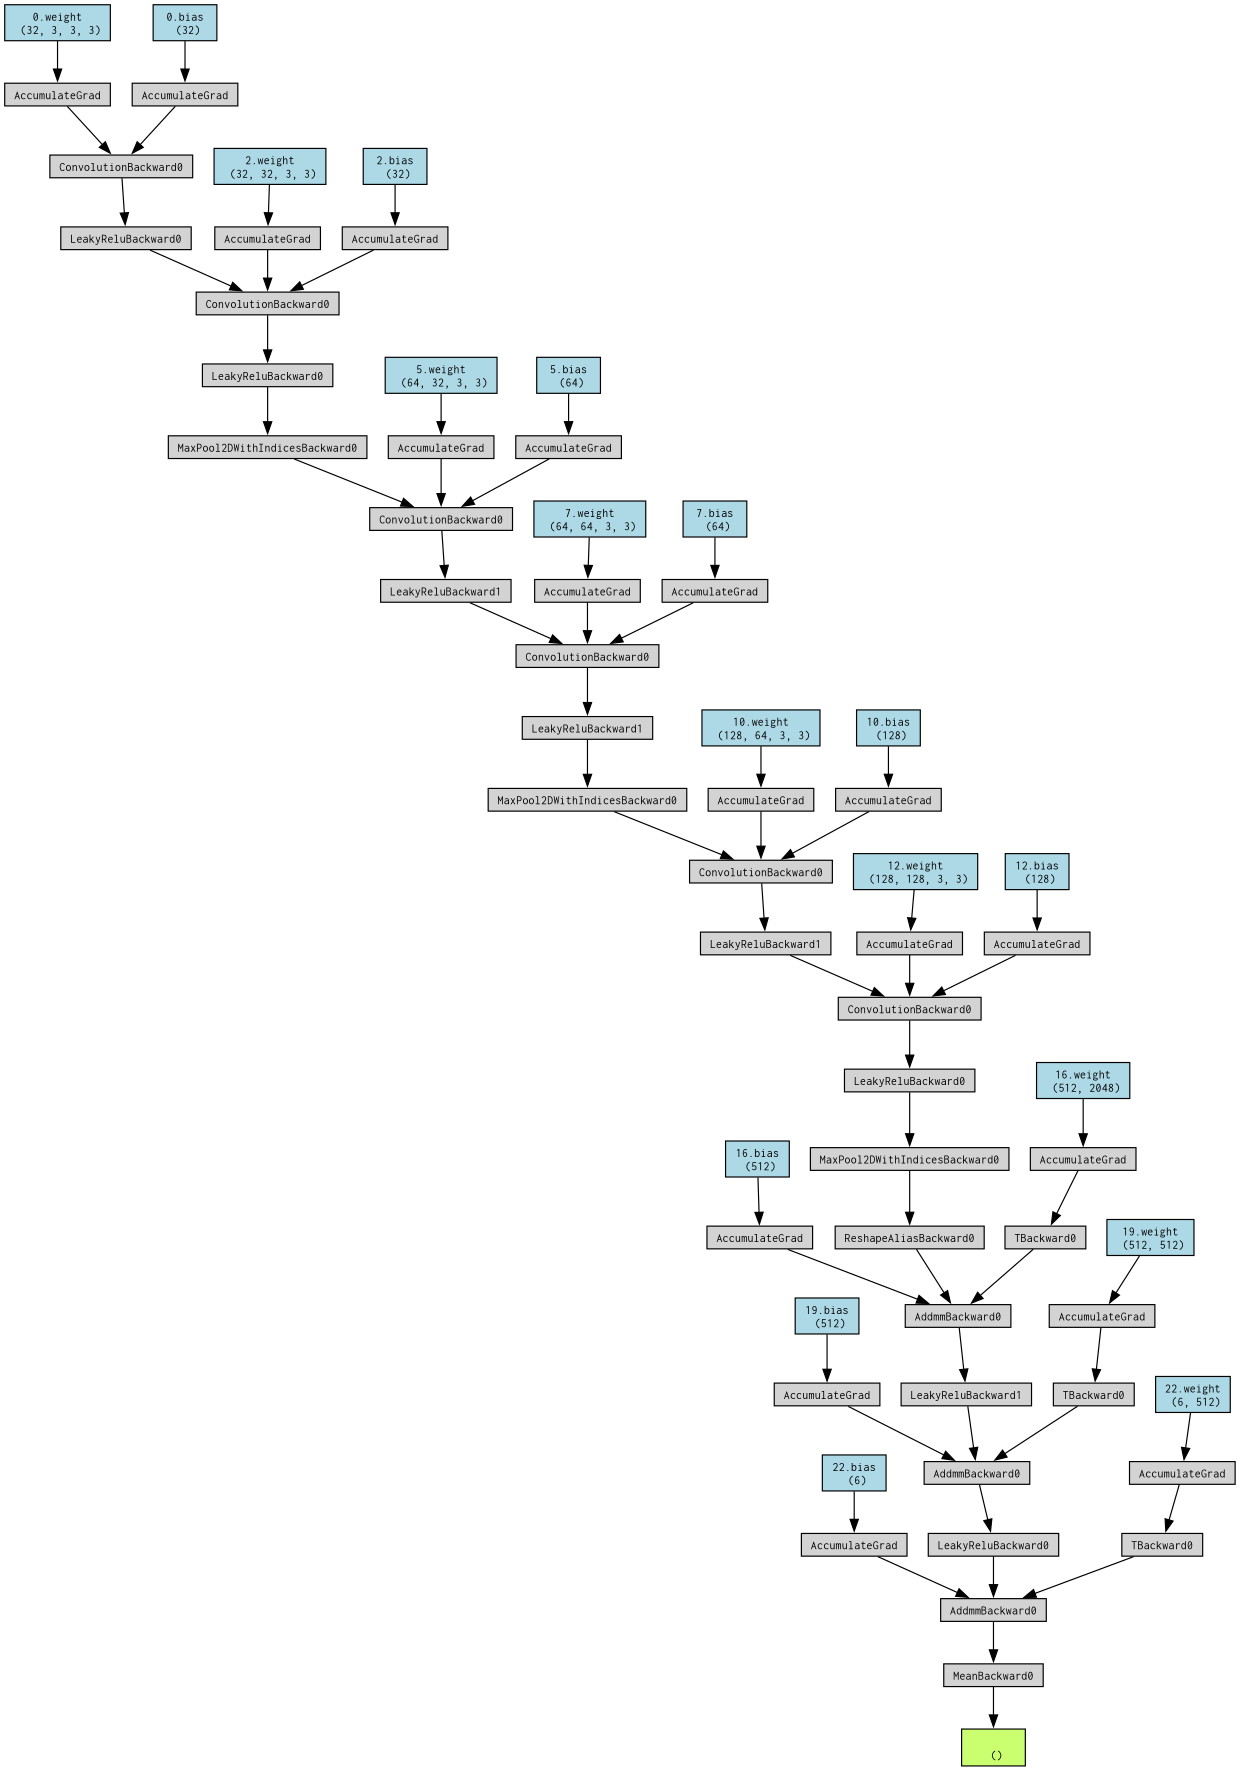 0.weight
(32, 3, 3, 3)
0.bias
(32)
AccumulateGrad
AccumulateGrad
ConvolutionBackward0
2.weight
(32, 32, 3, 3)
2.bias
(32)
LeakyReluBackward0
AccumulateGrad
AccumulateGrad
ConvolutionBackward0
LeakyReluBackward0
5.weight
(64, 32, 3, 3)
5.bias
(64)
MaxPool2DWithIndicesBackward0
AccumulateGrad
AccumulateGrad
ConvolutionBackward0
7.weight
(64, 64, 3, 3)
7.bias
(64)
LeakyReluBackward1
AccumulateGrad
AccumulateGrad
ConvolutionBackward0
LeakyReluBackward1
10.weight
(128, 64, 3, 3)
10.bias
(128)
MaxPool2DWithIndicesBackward0
AccumulateGrad
AccumulateGrad
ConvolutionBackward0
12.weight
(128, 128, 3, 3)
12.bias
(128)
LeakyReluBackward1
AccumulateGrad
AccumulateGrad
ConvolutionBackward0
LeakyReluBackward0
16.weight
(512, 2048)
16.bias
(512)
MaxPool2DWithIndicesBackward0
AccumulateGrad
AccumulateGrad
ReshapeAliasBackward0
TBackward0
19.weight
(512, 512)
19.bias
(512)
AddmmBackward0
AccumulateGrad
AccumulateGrad
LeakyReluBackward1
TBackward0
22.weight
(6, 512)
22.bias
(6)
AddmmBackward0
AccumulateGrad
AccumulateGrad
LeakyReluBackward0
TBackward0
AddmmBackward0
MeanBackward0
()